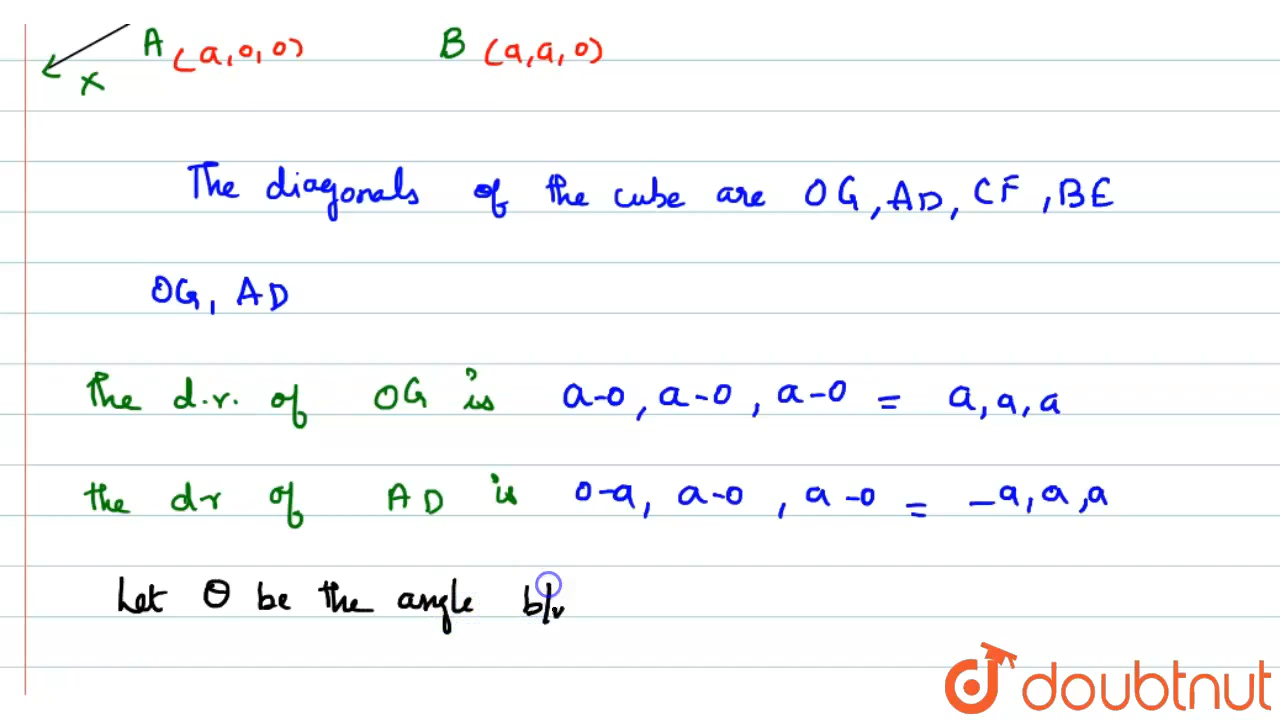 A (a,0,0) B (a,a,0)
X
The diagonals of the cube are OG, AD, CF, BE
OG, AD
The d.r. of OG is a-0, a-0, a-0 = a, a, a
the dr of AD is 0-a, a-0, a-0 = -a, a, a
Let θ be the angle b/w
doubtnut